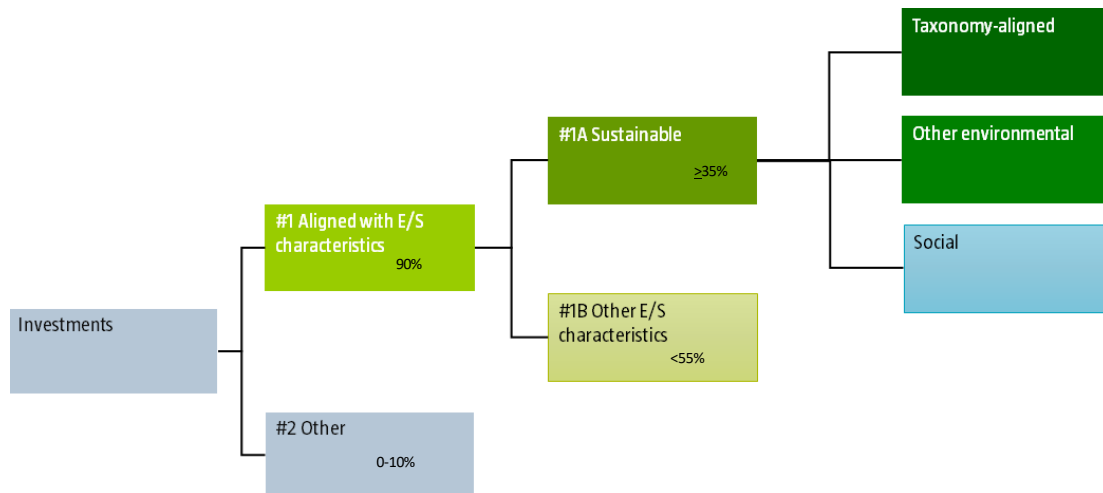 Taxonomy-aligned
#1A Sustainable
≥35%
Other environmental
#1 Aligned with E/S
characteristics
90%
Social
#1B Other E/S
characteristics
<55%
Investments
#2 Other
0-10%